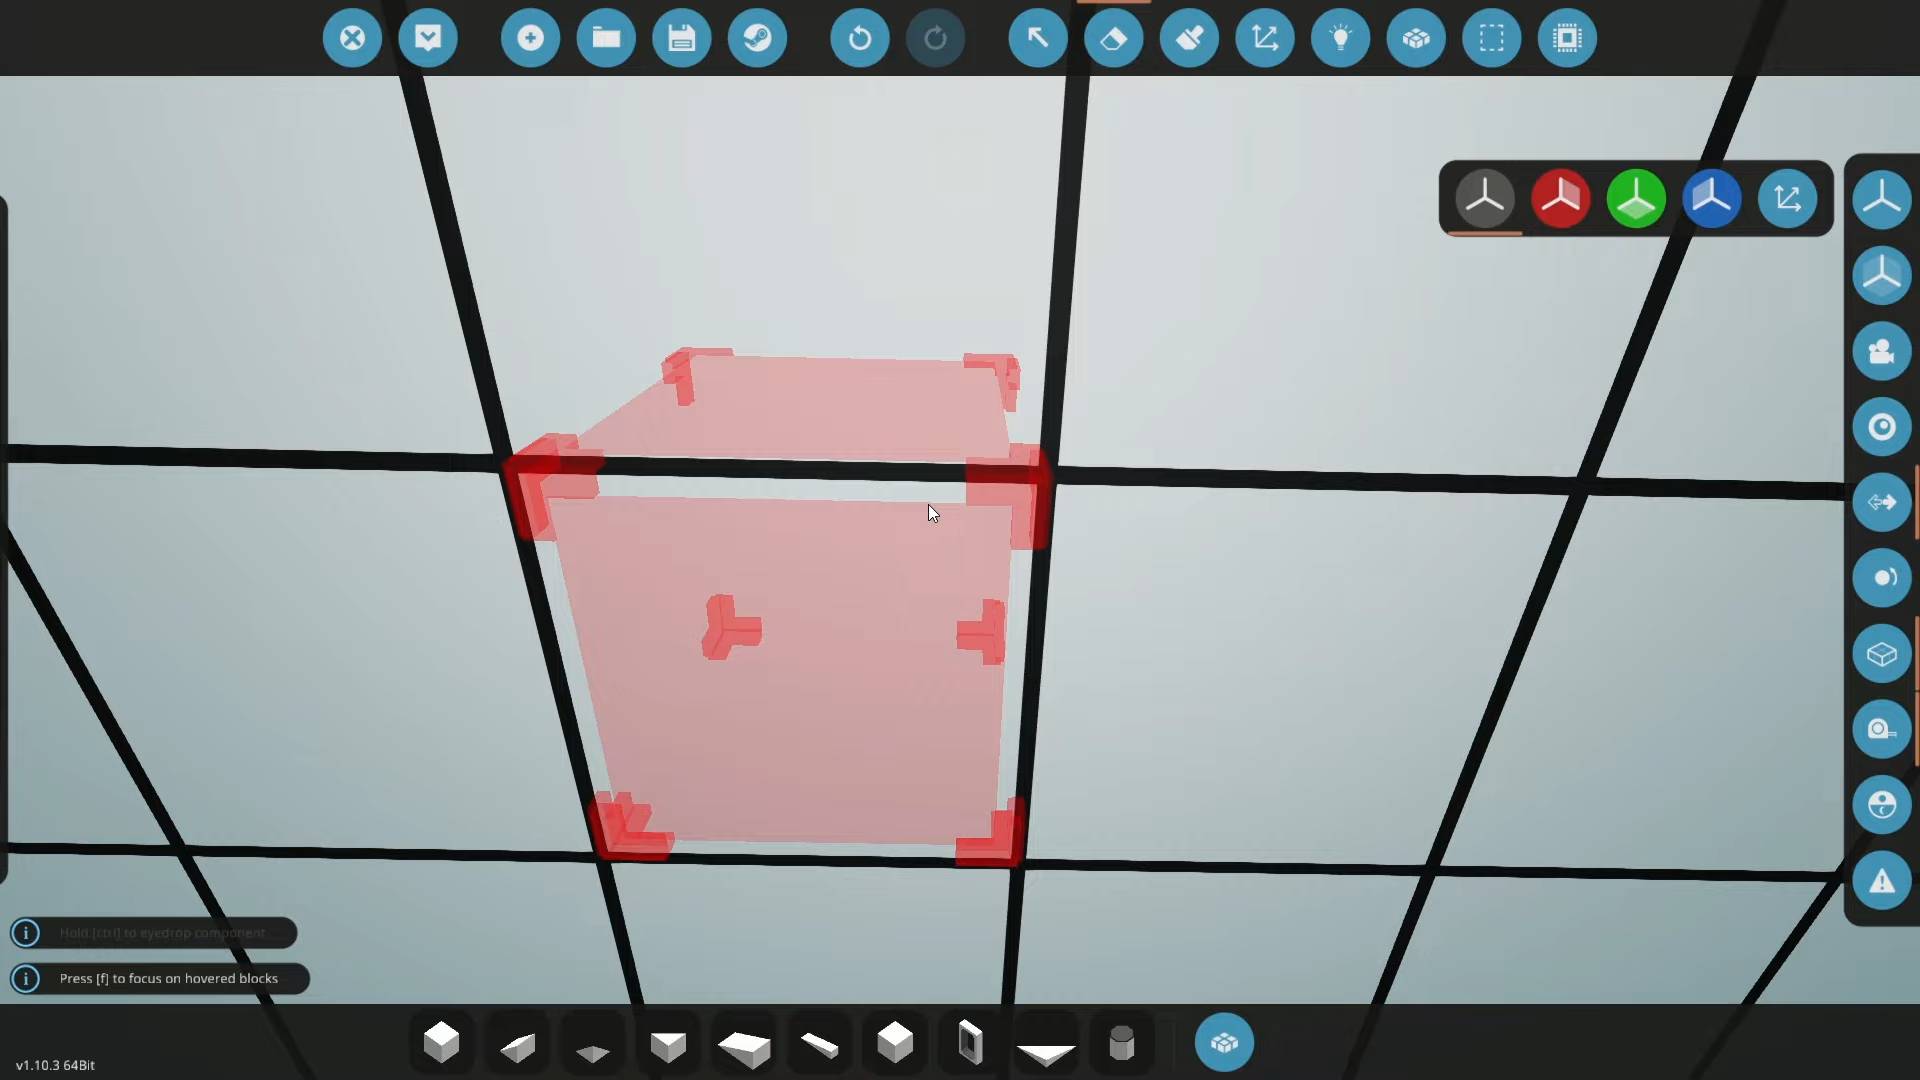 Hold [ctrl] to eyedrop component
Press [f] to focus on hovered blocks
v1.10.3 64Bit